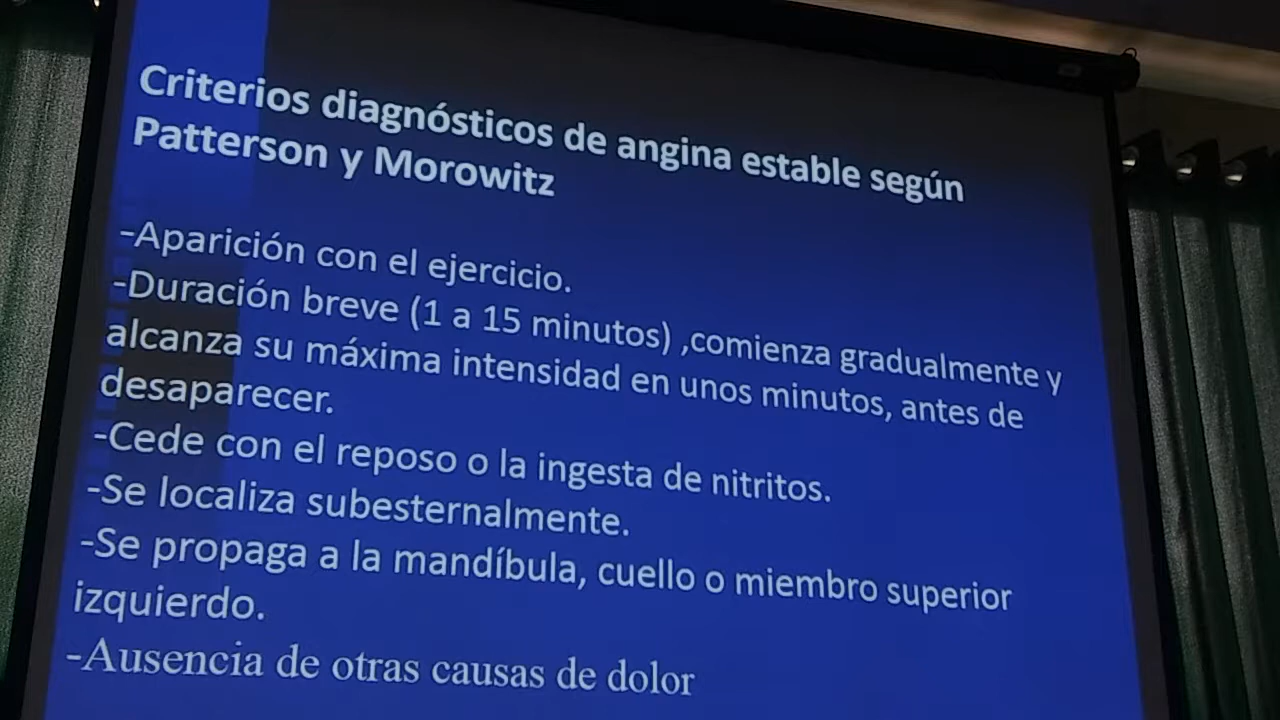 Criterios diagnósticos de angina estable según
Patterson y Morowitz
-Aparición con el ejercicio.
-Duración breve (1 a 15 minutos) ,comienza gradualmente y
alcanza su máxima intensidad en unos minutos, antes de
desaparecer.
-Cede con el reposo o la ingesta de nitritos.
-Se localiza subesternalmente.
-Se propaga a la mandíbula, cuello o miembro superior
izquierdo.
-Ausencia de otras causas de dolor